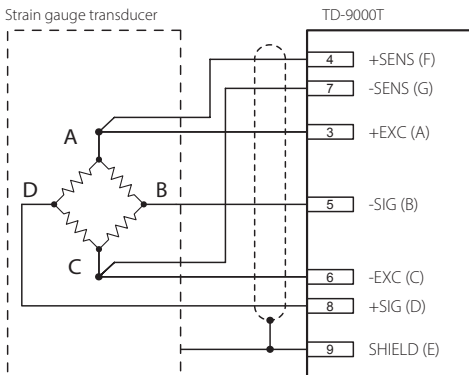 Strain gauge transducer
TD-9000T
4 +SENS (F)
7 -SENS (G)
A
3 +EXC (A)
D
B
5 -SIG (B)
C
6 -EXC (C)
8 +SIG (D)
9 SHIELD (E)